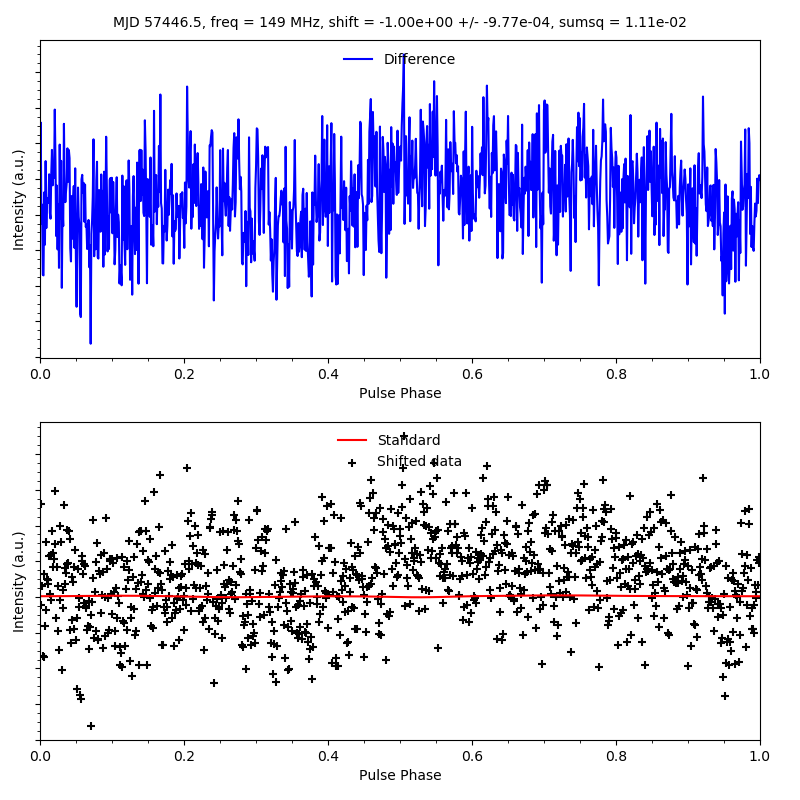 MJD 57446.5, freq = 149 MHz, shift = -1.00e+00 +/- -9.77e-04, sumsq = 1.11e-02
Difference
Intensity (a.u.)
0.0 0.2 0.4 0.6 0.8 1.0
Pulse Phase
Standard
Shifted data
Intensity (a.u.)
0.0 0.2 0.4 0.6 0.8 1.0
Pulse Phase